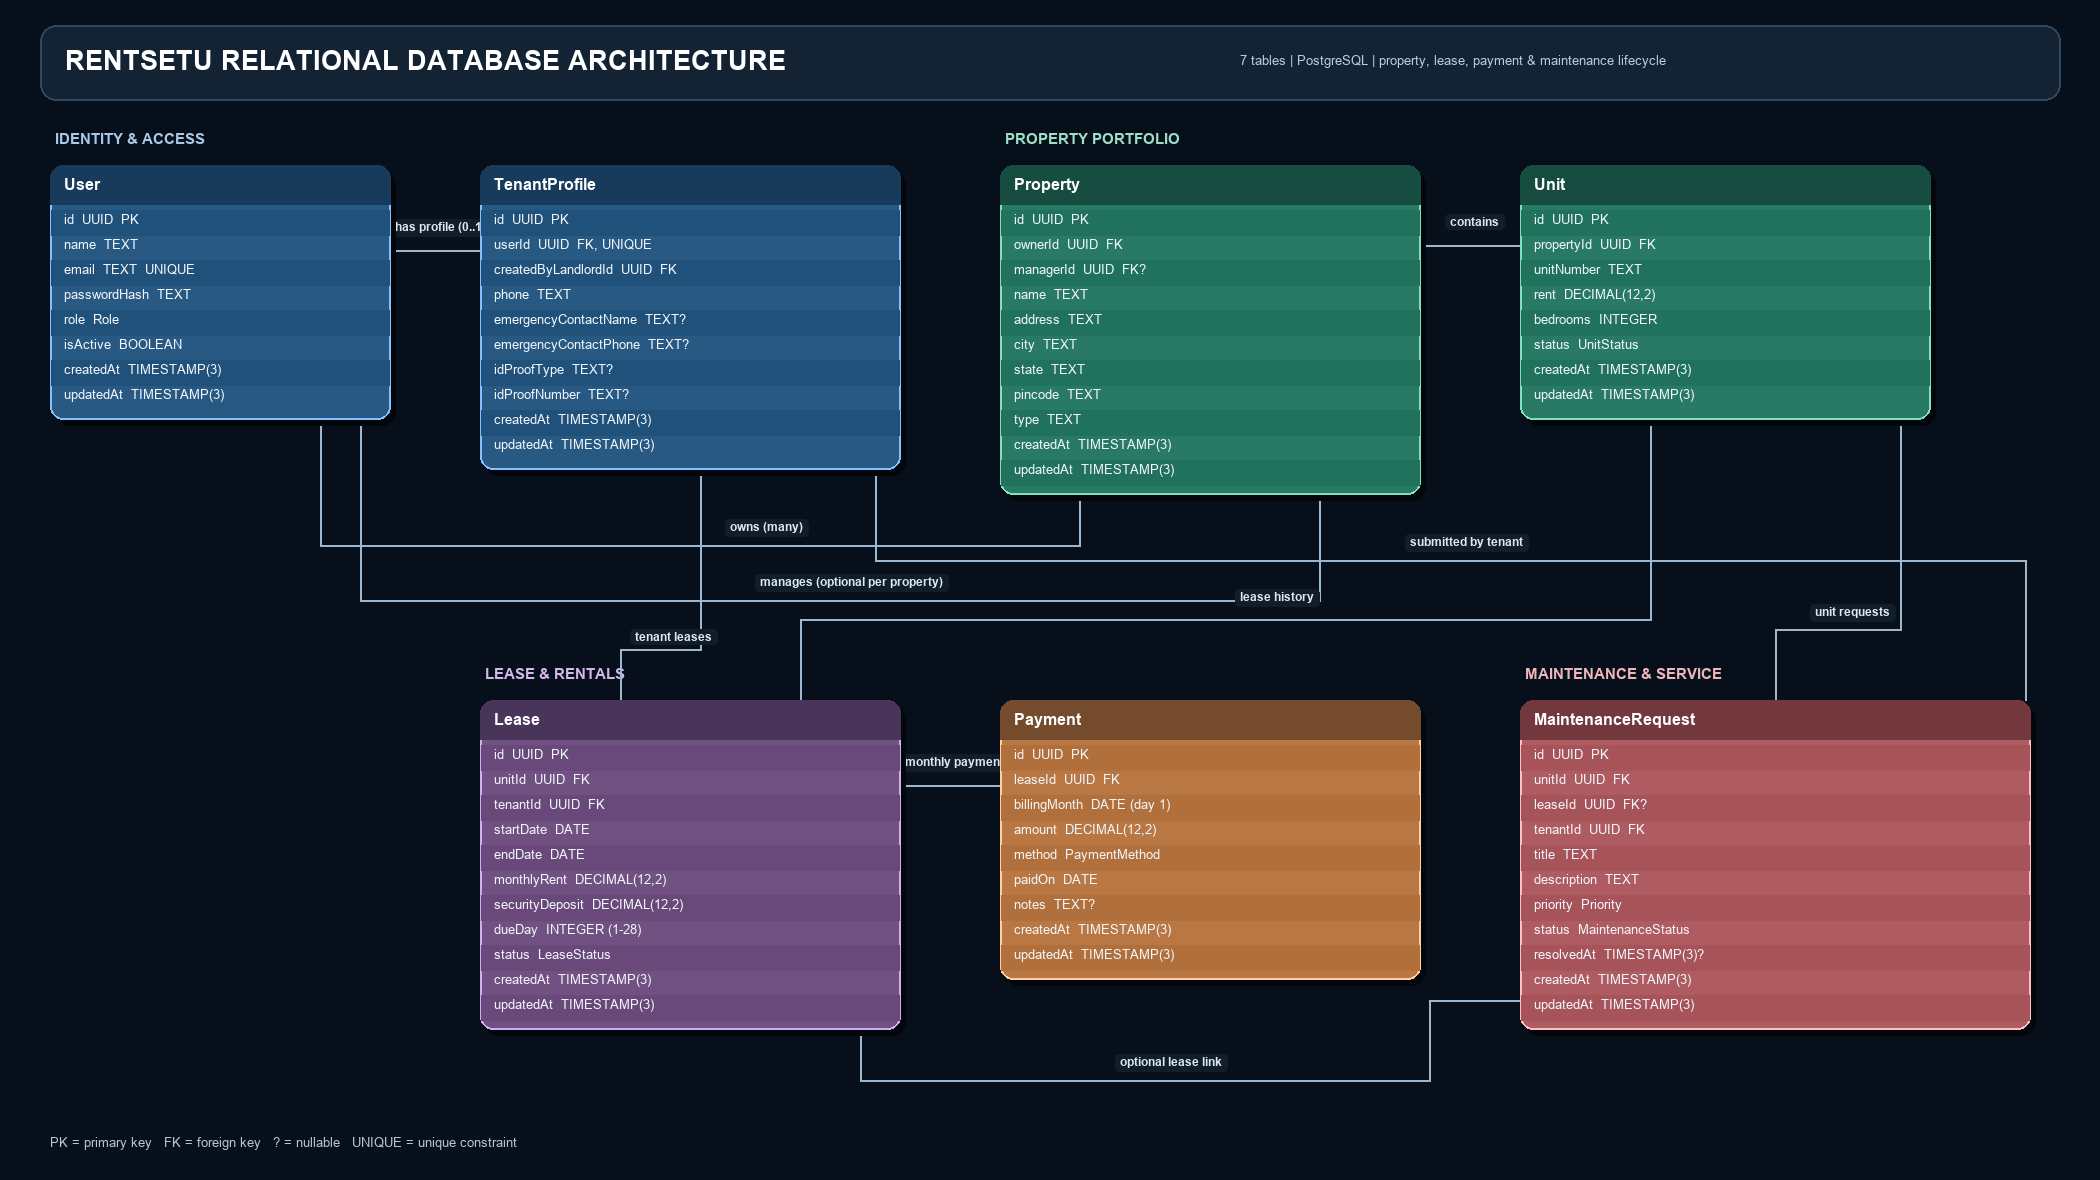 RENTSETU RELATIONAL DATABASE ARCHITECTURE
7 tables | PostgreSQL | property, lease, payment & maintenance lifecycle
IDENTITY & ACCESS
User
id UUID PK
name TEXT
email TEXT UNIQUE
passwordHash TEXT
role Role
isActive BOOLEAN
createdAt TIMESTAMP(3)
updatedAt TIMESTAMP(3)
has profile (0..1
TenantProfile
id UUID PK
userId UUID FK, UNIQUE
createdByLandlordId UUID FK
phone TEXT
emergencyContactName TEXT?
emergencyContactPhone TEXT?
idProofType TEXT?
idProofNumber TEXT?
createdAt TIMESTAMP(3)
updatedAt TIMESTAMP(3)
PROPERTY PORTFOLIO
Property
id UUID PK
ownerId UUID FK
managerId UUID FK?
name TEXT
address TEXT
city TEXT
state TEXT
pincode TEXT
type TEXT
createdAt TIMESTAMP(3)
updatedAt TIMESTAMP(3)
contains
Unit
id UUID PK
propertyId UUID FK
unitNumber TEXT
rent DECIMAL(12,2)
bedrooms INTEGER
status UnitStatus
createdAt TIMESTAMP(3)
updatedAt TIMESTAMP(3)
owns (many)
submitted by tenant
manages (optional per property)
lease history
unit requests
tenant leases
LEASE & RENTALS
Lease
id UUID PK
unitId UUID FK
tenantId UUID FK
startDate DATE
endDate DATE
monthlyRent DECIMAL(12,2)
securityDeposit DECIMAL(12,2)
dueDay INTEGER (1-28)
status LeaseStatus
createdAt TIMESTAMP(3)
updatedAt TIMESTAMP(3)
monthly paymen
Payment
id UUID PK
leaseId UUID FK
billingMonth DATE (day 1)
amount DECIMAL(12,2)
method PaymentMethod
paidOn DATE
notes TEXT?
createdAt TIMESTAMP(3)
updatedAt TIMESTAMP(3)
MAINTENANCE & SERVICE
MaintenanceRequest
id UUID PK
unitId UUID FK
leaseId UUID FK?
tenantId UUID FK
title TEXT
description TEXT
priority Priority
status MaintenanceStatus
resolvedAt TIMESTAMP(3)?
createdAt TIMESTAMP(3)
updatedAt TIMESTAMP(3)
optional lease link
PK = primary key FK = foreign key ? = nullable UNIQUE = unique constraint